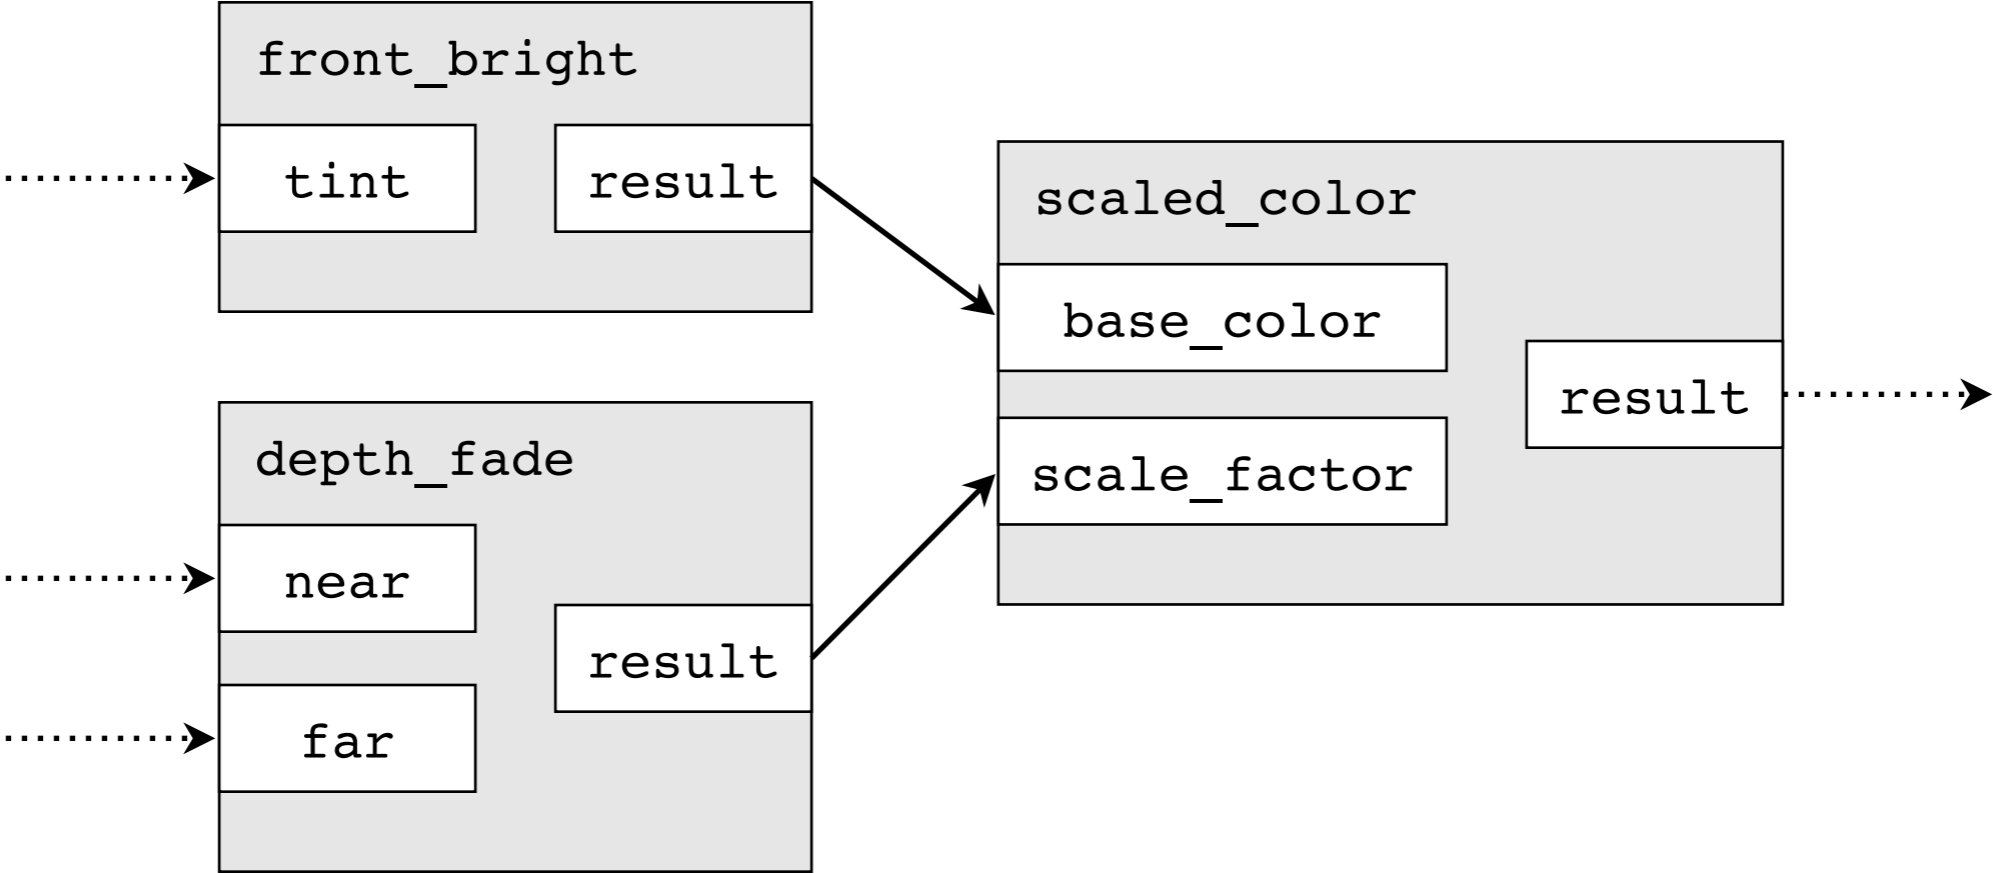 front_bright
tint
result
depth_fade
near
far
result
scaled_color
base_color
scale_factor
result